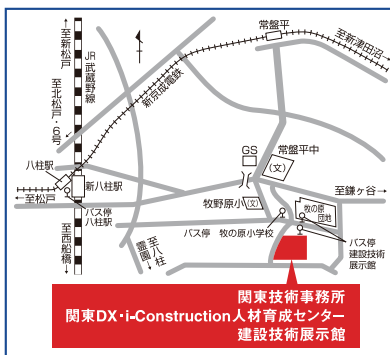 至新松戸
JR武蔵野線
至北松戸・6号
新京成電鉄
常盤平
至新津田沼
八柱駅
新八柱駅
至松戸
バス停
八柱駅
至西船橋
至八柱
霊園
GS
常盤平中
(文)
牧野原小
(文)
至鎌ヶ谷
牧の原
団地
バス停
牧の原小学校
バス停
建設技術
展示館
関東技術事務所
関東DX・i-Construction人材育成センター
建設技術展示館